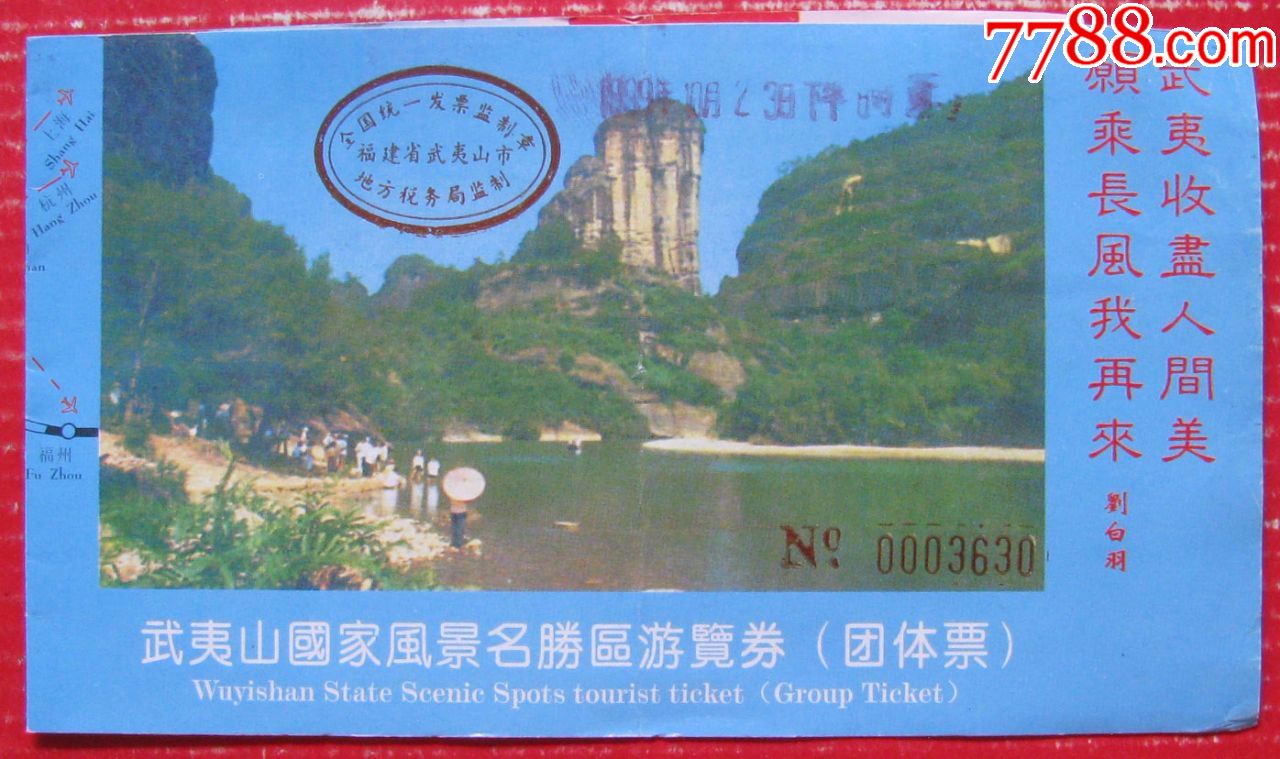 7788.com
武夷收盡人間美
願乘長風我再來
劉白羽
全国统一发票监制章
福建省武夷山市
地方税务局监制
上海
Shang Hai
杭州
Hang Zhou
福州
Fu Zhou
No 0003630
武夷山國家風景名勝區游覽券（团体票）
Wuyishan State Scenic Spots tourist ticket（Group Ticket）